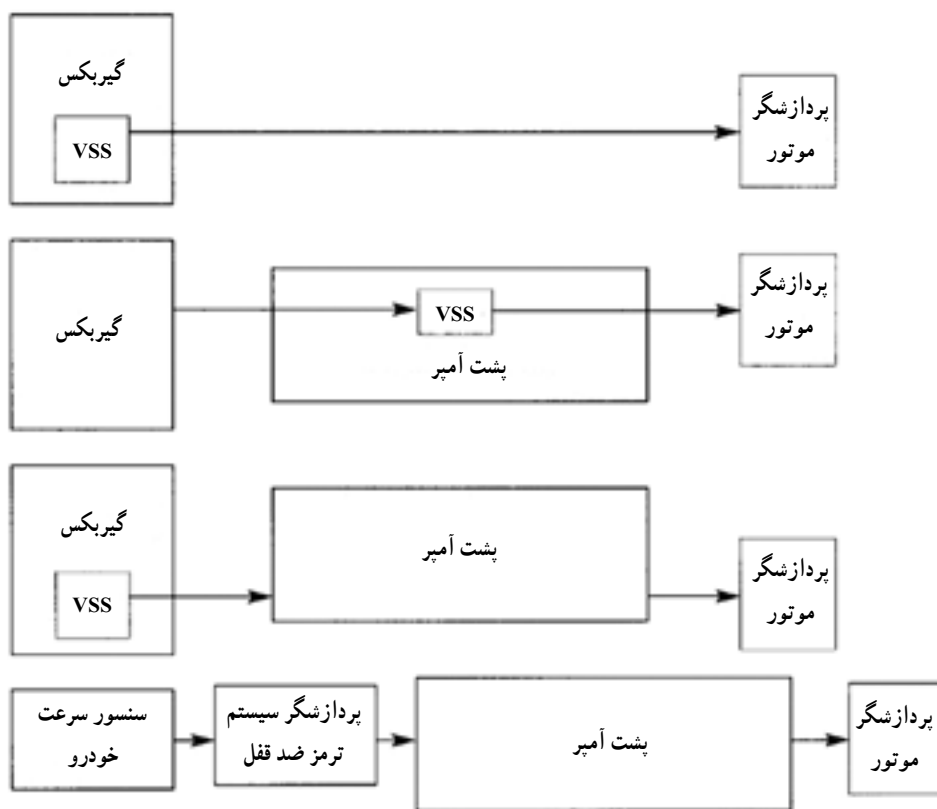 گیربکس
VSS
پردازشگر
موتور
گیربکس
VSS
پشت آمپر
پردازشگر
موتور
گیربکس
VSS
پشت آمپر
پردازشگر
موتور
سنسور سرعت
خودرو
پردازشگر سیستم
ترمز ضد قفل
پشت آمپر
پردازشگر
موتور